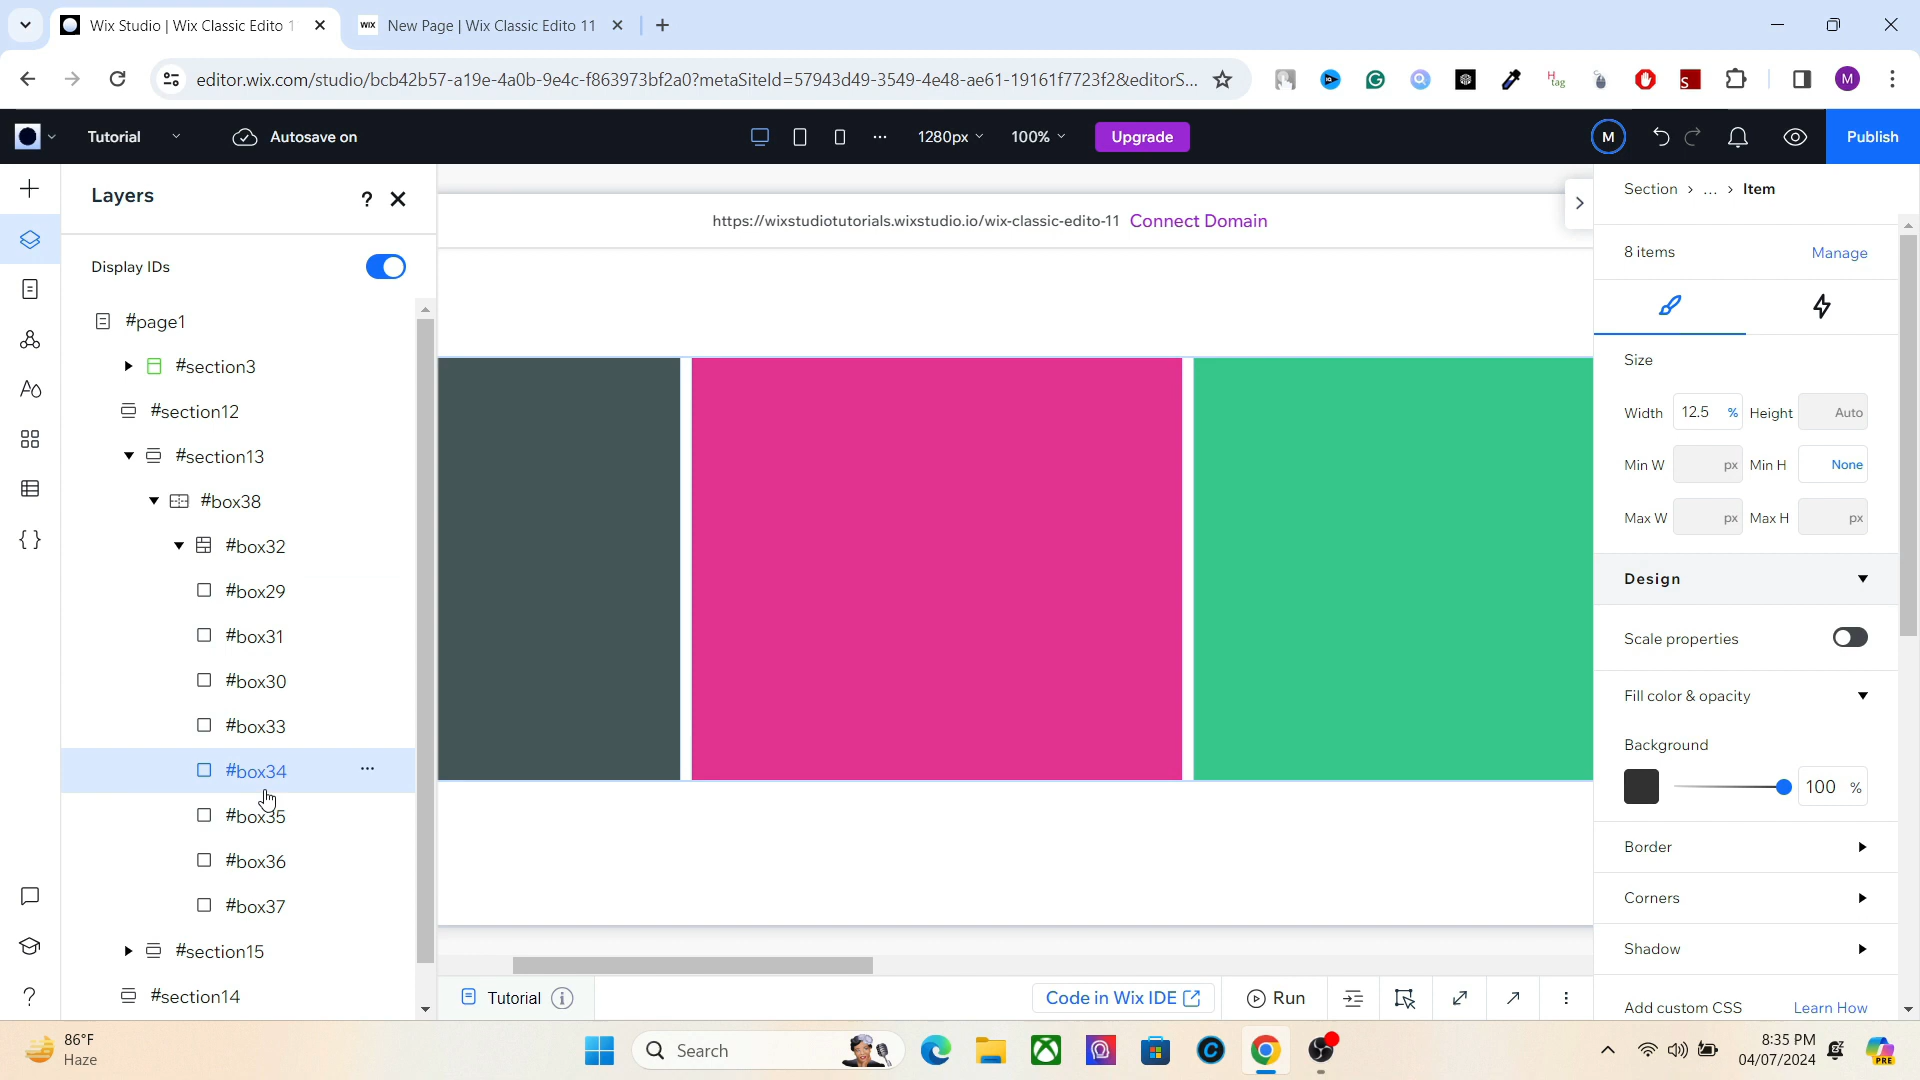 Wix Studio | Wix Classic Edito 1
WIX New Page | Wix Classic Edito 11
editor.wix.com/studio/bcb42b57-a19e-4a0b-9e4c-f863973bf2a0?metaSiteId=57943d49-3549-4e48-ae61-19161f7723f2&editorS...
M
Tutorial
Autosave on
1280px
100%
Upgrade
M
Publish
Layers
?
https://wixstudiotutorials.wixstudio.io/wix-classic-edito-11 Connect Domain
Section > ... > Item
Display IDs
8 items
Manage
#page1
#section3
#section12
#section13
#box38
#box32
#box29
#box31
#box30
#box33
#box34
#box35
#box36
#box37
#section15
#section14
Size
Width 12.5 % Height Auto
Min W px Min H None
Max W px Max H px
Design
Scale properties
Fill color & opacity
Background
100 %
Border
Corners
Shadow
Add custom CSS Learn How
Tutorial
Code in Wix IDE
Run
86°F
Haze
Search
8:35 PM
04/07/2024
PRE